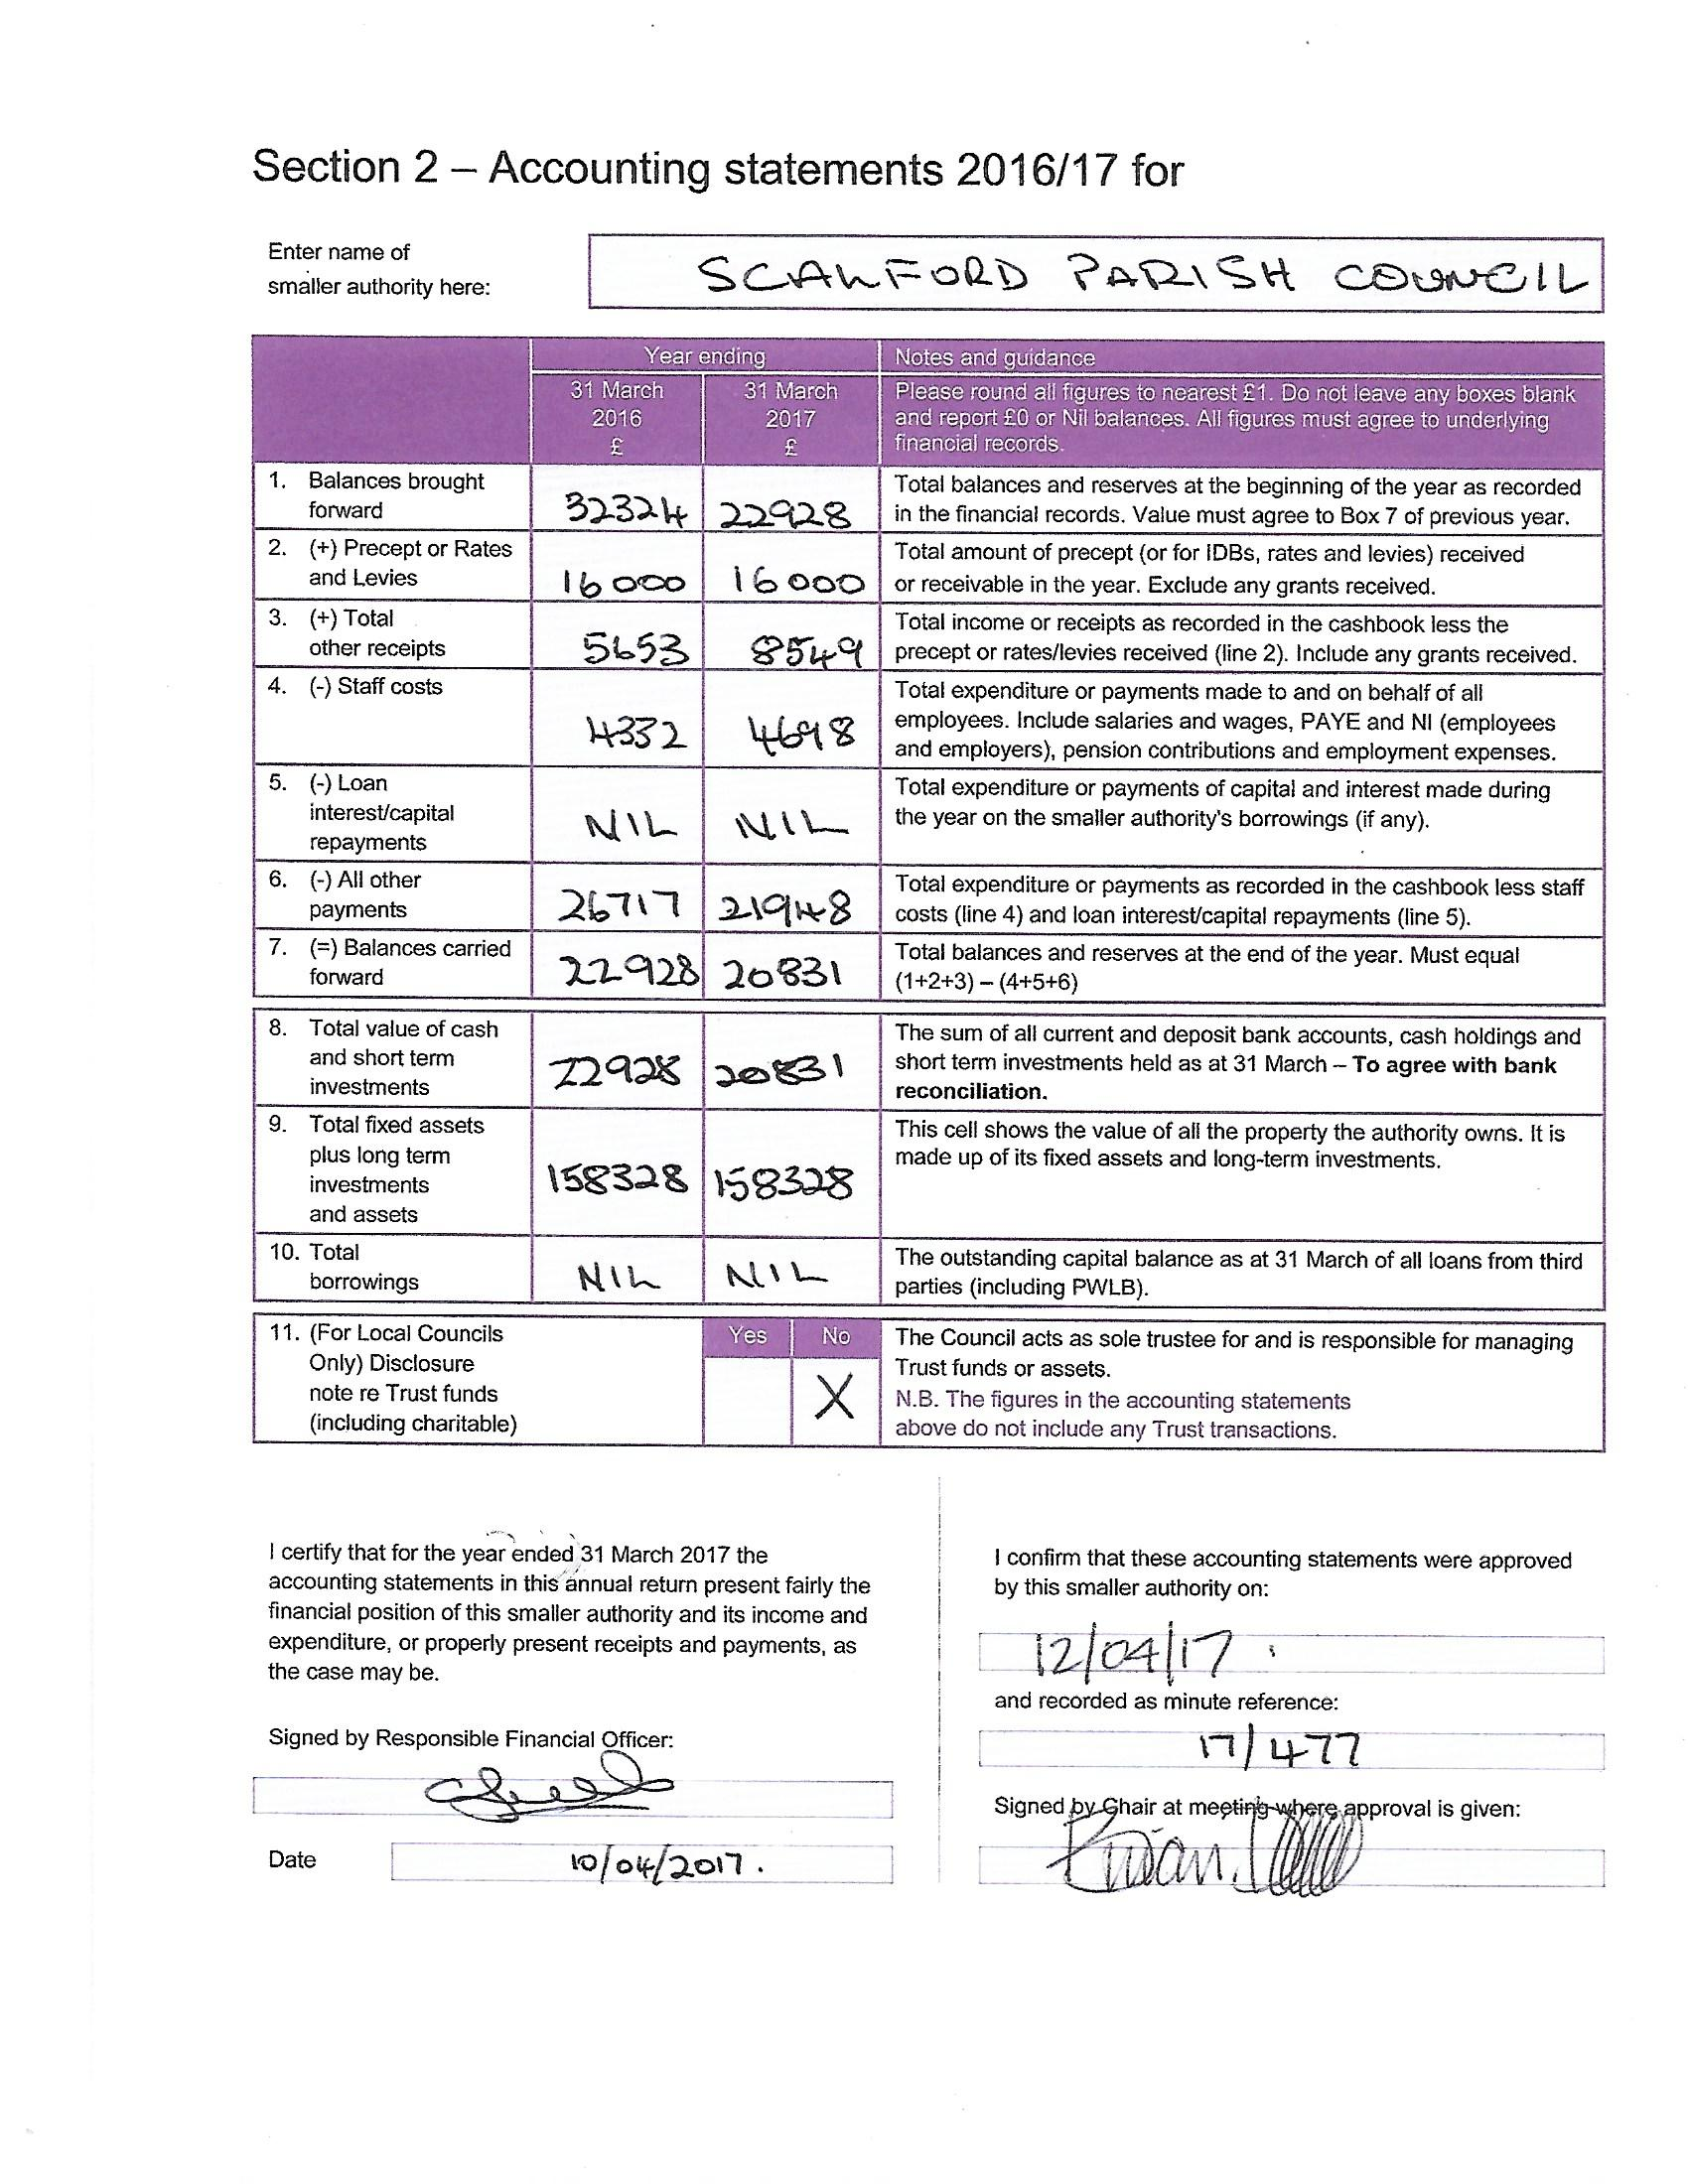 Section 2 – Accounting statements 2016/17 for
Enter name of
smaller authority here:
SCALFORD PARISH COUNCIL
Year ending
Notes and guidance
31 March
2016
£
31 March
2017
£
Please round all figures to nearest £1. Do not leave any boxes blank
and report £0 or Nil balances. All figures must agree to underlying
financial records.
1. Balances brought
forward
32324
22928
Total balances and reserves at the beginning of the year as recorded
in the financial records. Value must agree to Box 7 of previous year.
2. (+) Precept or Rates
and Levies
16000
16000
Total amount of precept (or for IDBs, rates and levies) received
or receivable in the year. Exclude any grants received.
3. (+) Total
other receipts
5653
8549
Total income or receipts as recorded in the cashbook less the
precept or rates/levies received (line 2). Include any grants received.
4. (-) Staff costs
4332
4698
Total expenditure or payments made to and on behalf of all
employees. Include salaries and wages, PAYE and NI (employees
and employers), pension contributions and employment expenses.
5. (-) Loan
interest/capital
repayments
NIL
NIL
Total expenditure or payments of capital and interest made during
the year on the smaller authority's borrowings (if any).
6. (-) All other
payments
26717
21948
Total expenditure or payments as recorded in the cashbook less staff
costs (line 4) and loan interest/capital repayments (line 5).
7. (=) Balances carried
forward
22928
20831
Total balances and reserves at the end of the year. Must equal
(1+2+3) – (4+5+6)
8. Total value of cash
and short term
investments
22928
20831
The sum of all current and deposit bank accounts, cash holdings and
short term investments held as at 31 March – To agree with bank
reconciliation.
9. Total fixed assets
plus long term
investments
and assets
158328
158328
This cell shows the value of all the property the authority owns. It is
made up of its fixed assets and long-term investments.
10. Total
borrowings
NIL
NIL
The outstanding capital balance as at 31 March of all loans from third
parties (including PWLB).
11. (For Local Councils
Only) Disclosure
note re Trust funds
(including charitable)
Yes
No
X
The Council acts as sole trustee for and is responsible for managing
Trust funds or assets.
N.B. The figures in the accounting statements
above do not include any Trust transactions.
I certify that for the year ended 31 March 2017 the
accounting statements in this annual return present fairly the
financial position of this smaller authority and its income and
expenditure, or properly present receipts and payments, as
the case may be.
Signed by Responsible Financial Officer:
Date
10/04/2017.
I confirm that these accounting statements were approved
by this smaller authority on:
12/04/17
and recorded as minute reference:
17/477
Signed by Chair at meeting where approval is given: